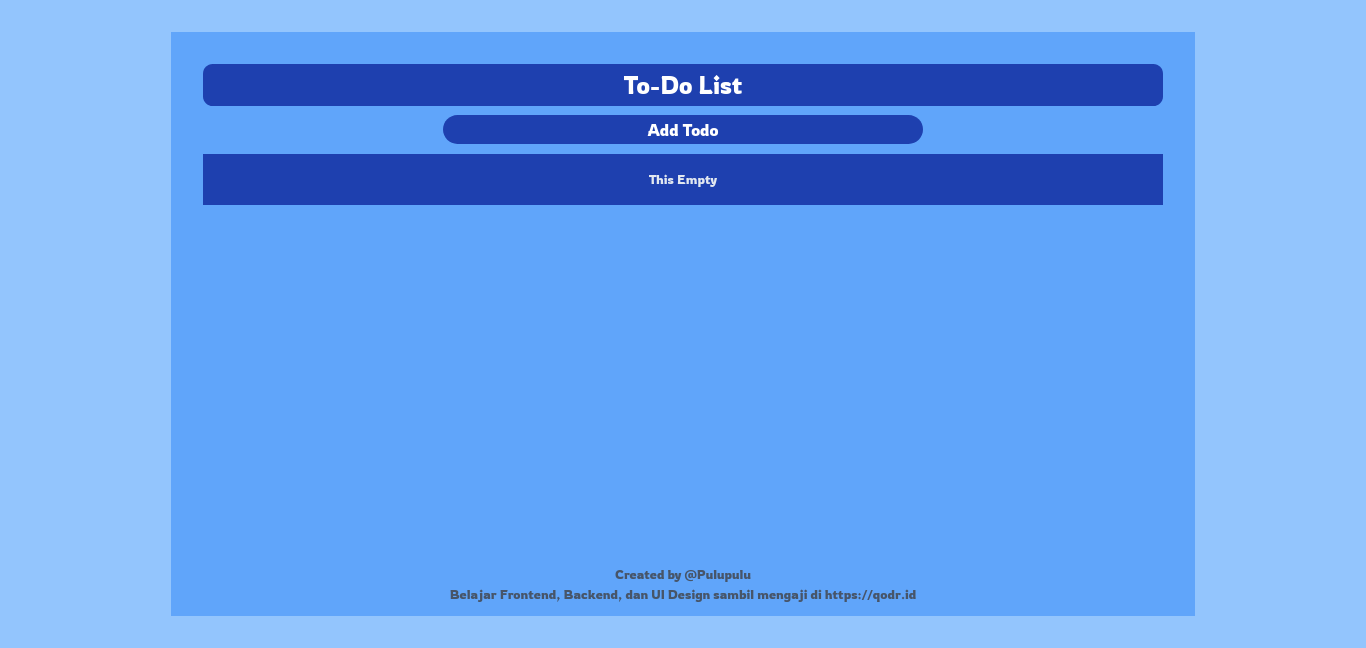 To-Do List
Add Todo
This Empty
Created by @Pulupulu
Belajar Frontend, Backend, dan UI Design sambil mengaji di https://qodr.id